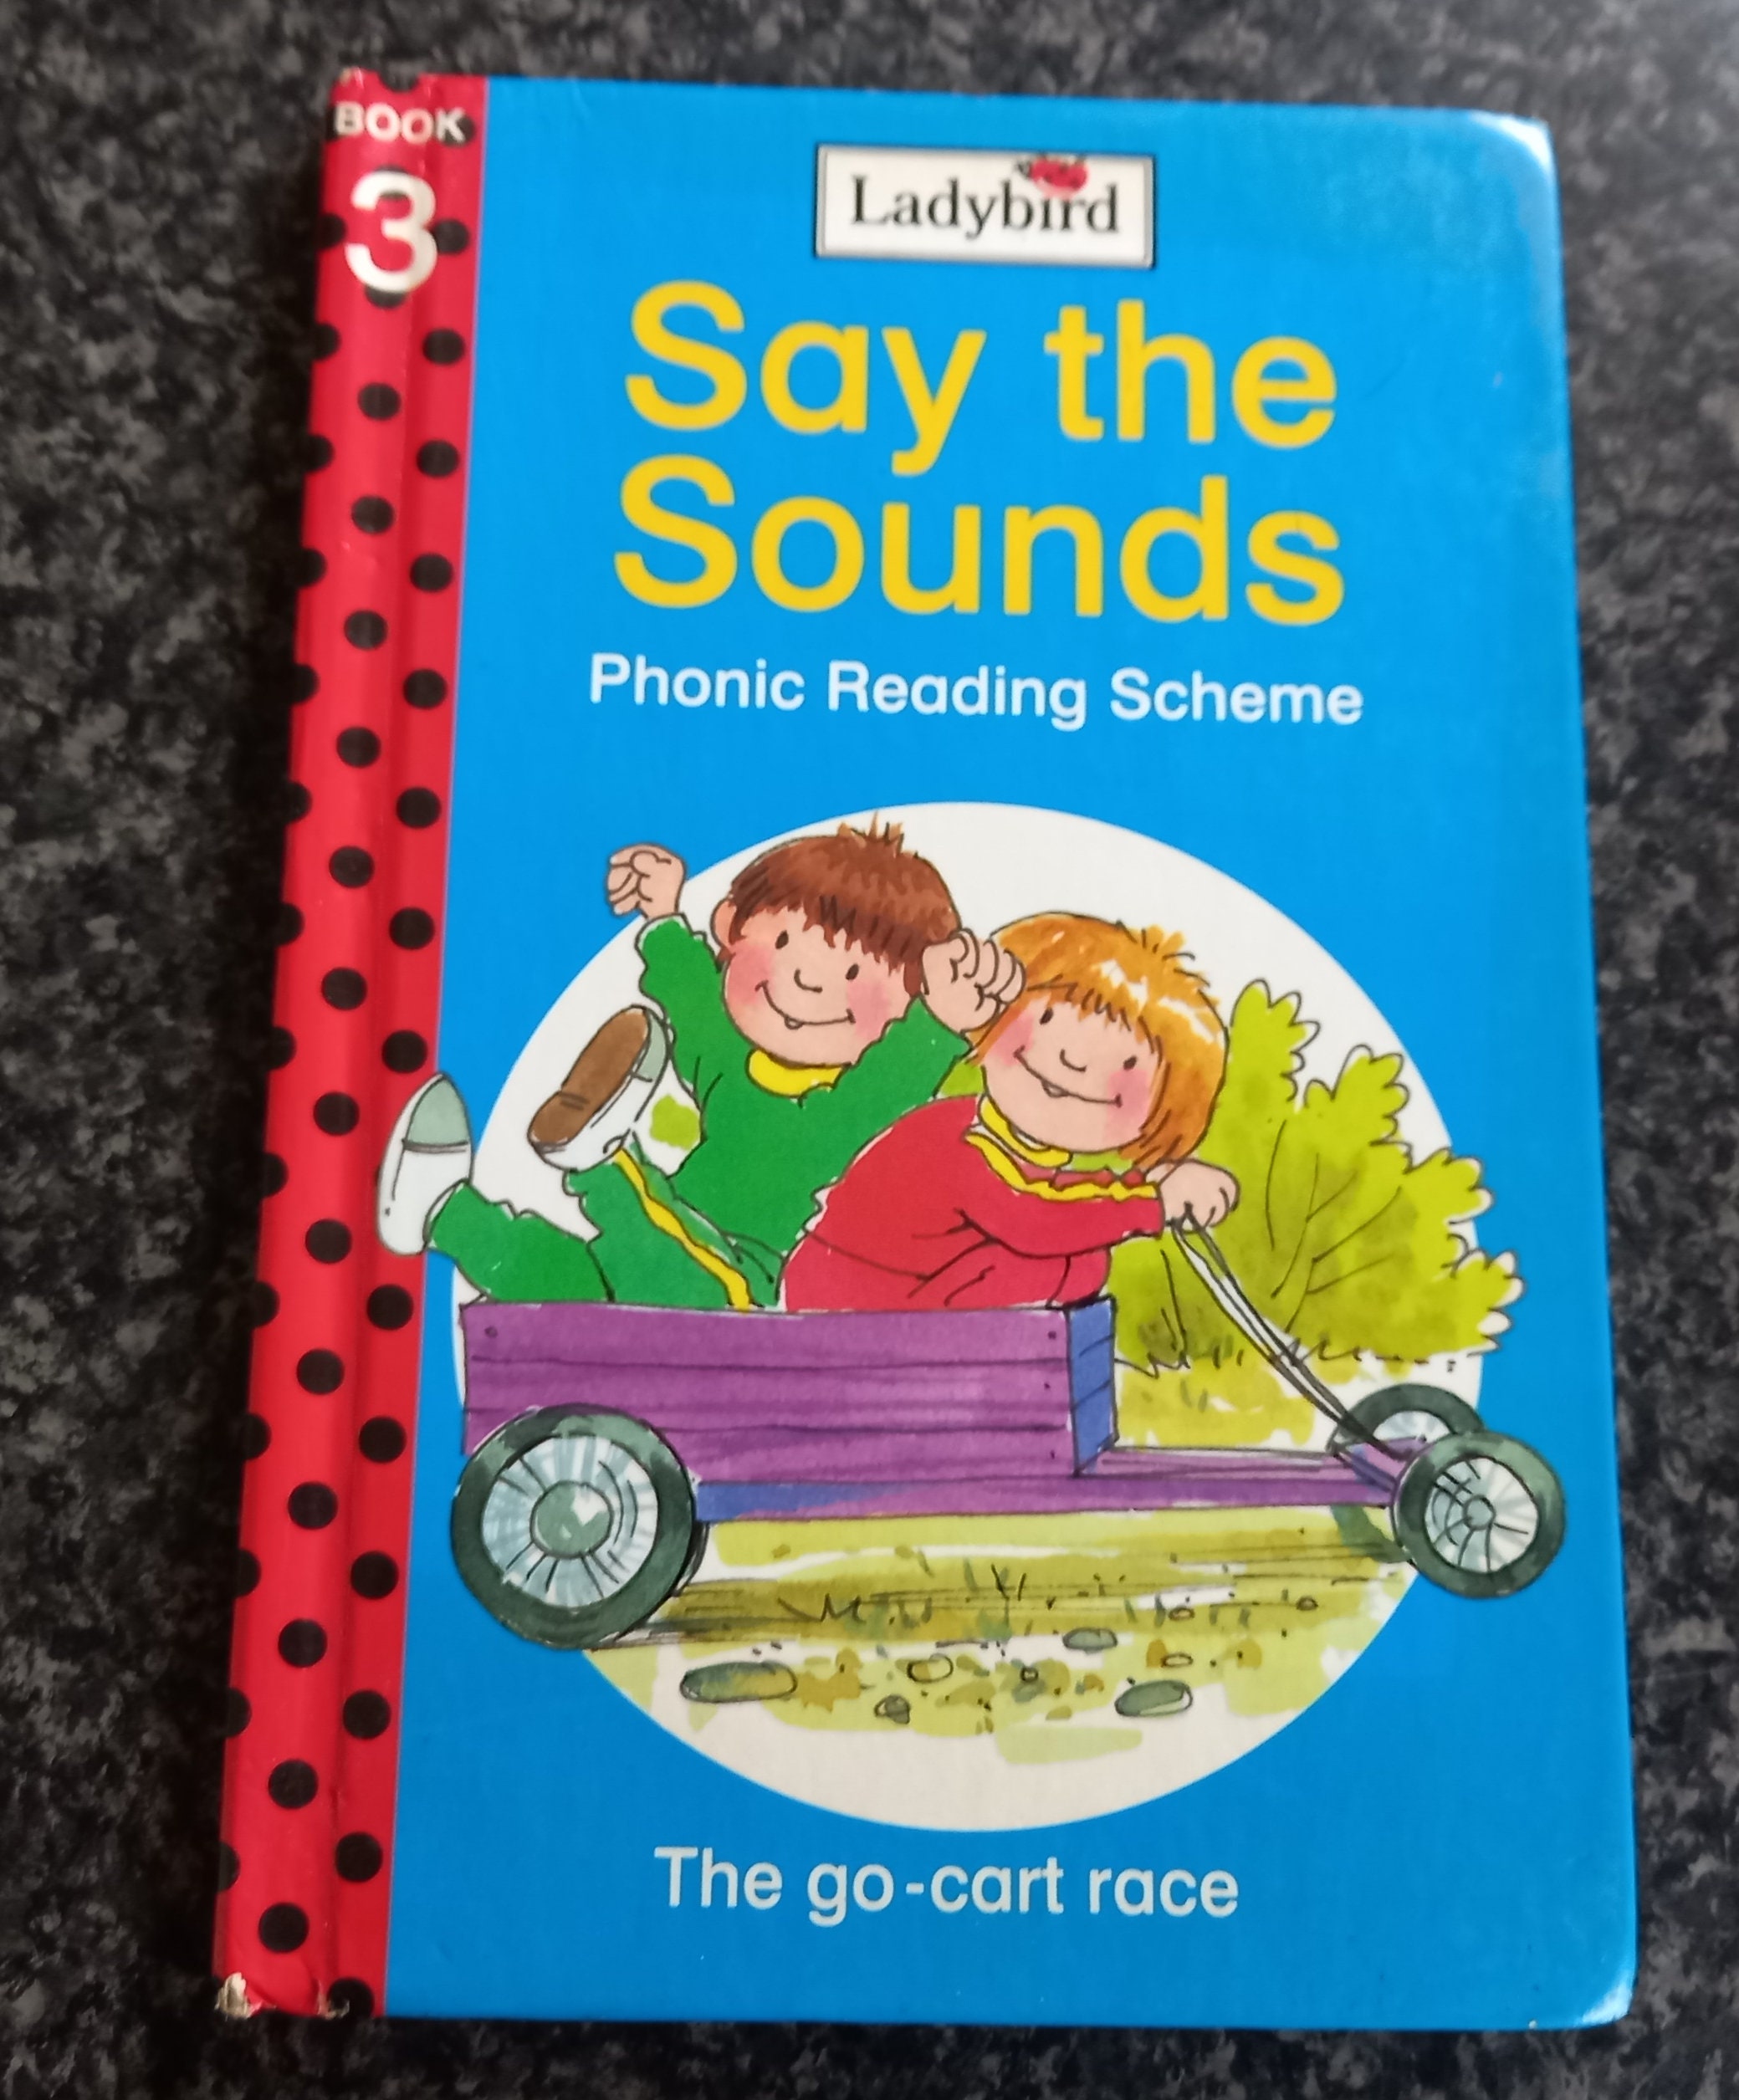 BOOK
3
Ladybird
Say the
Sounds
Phonic Reading Scheme
The go-cart race